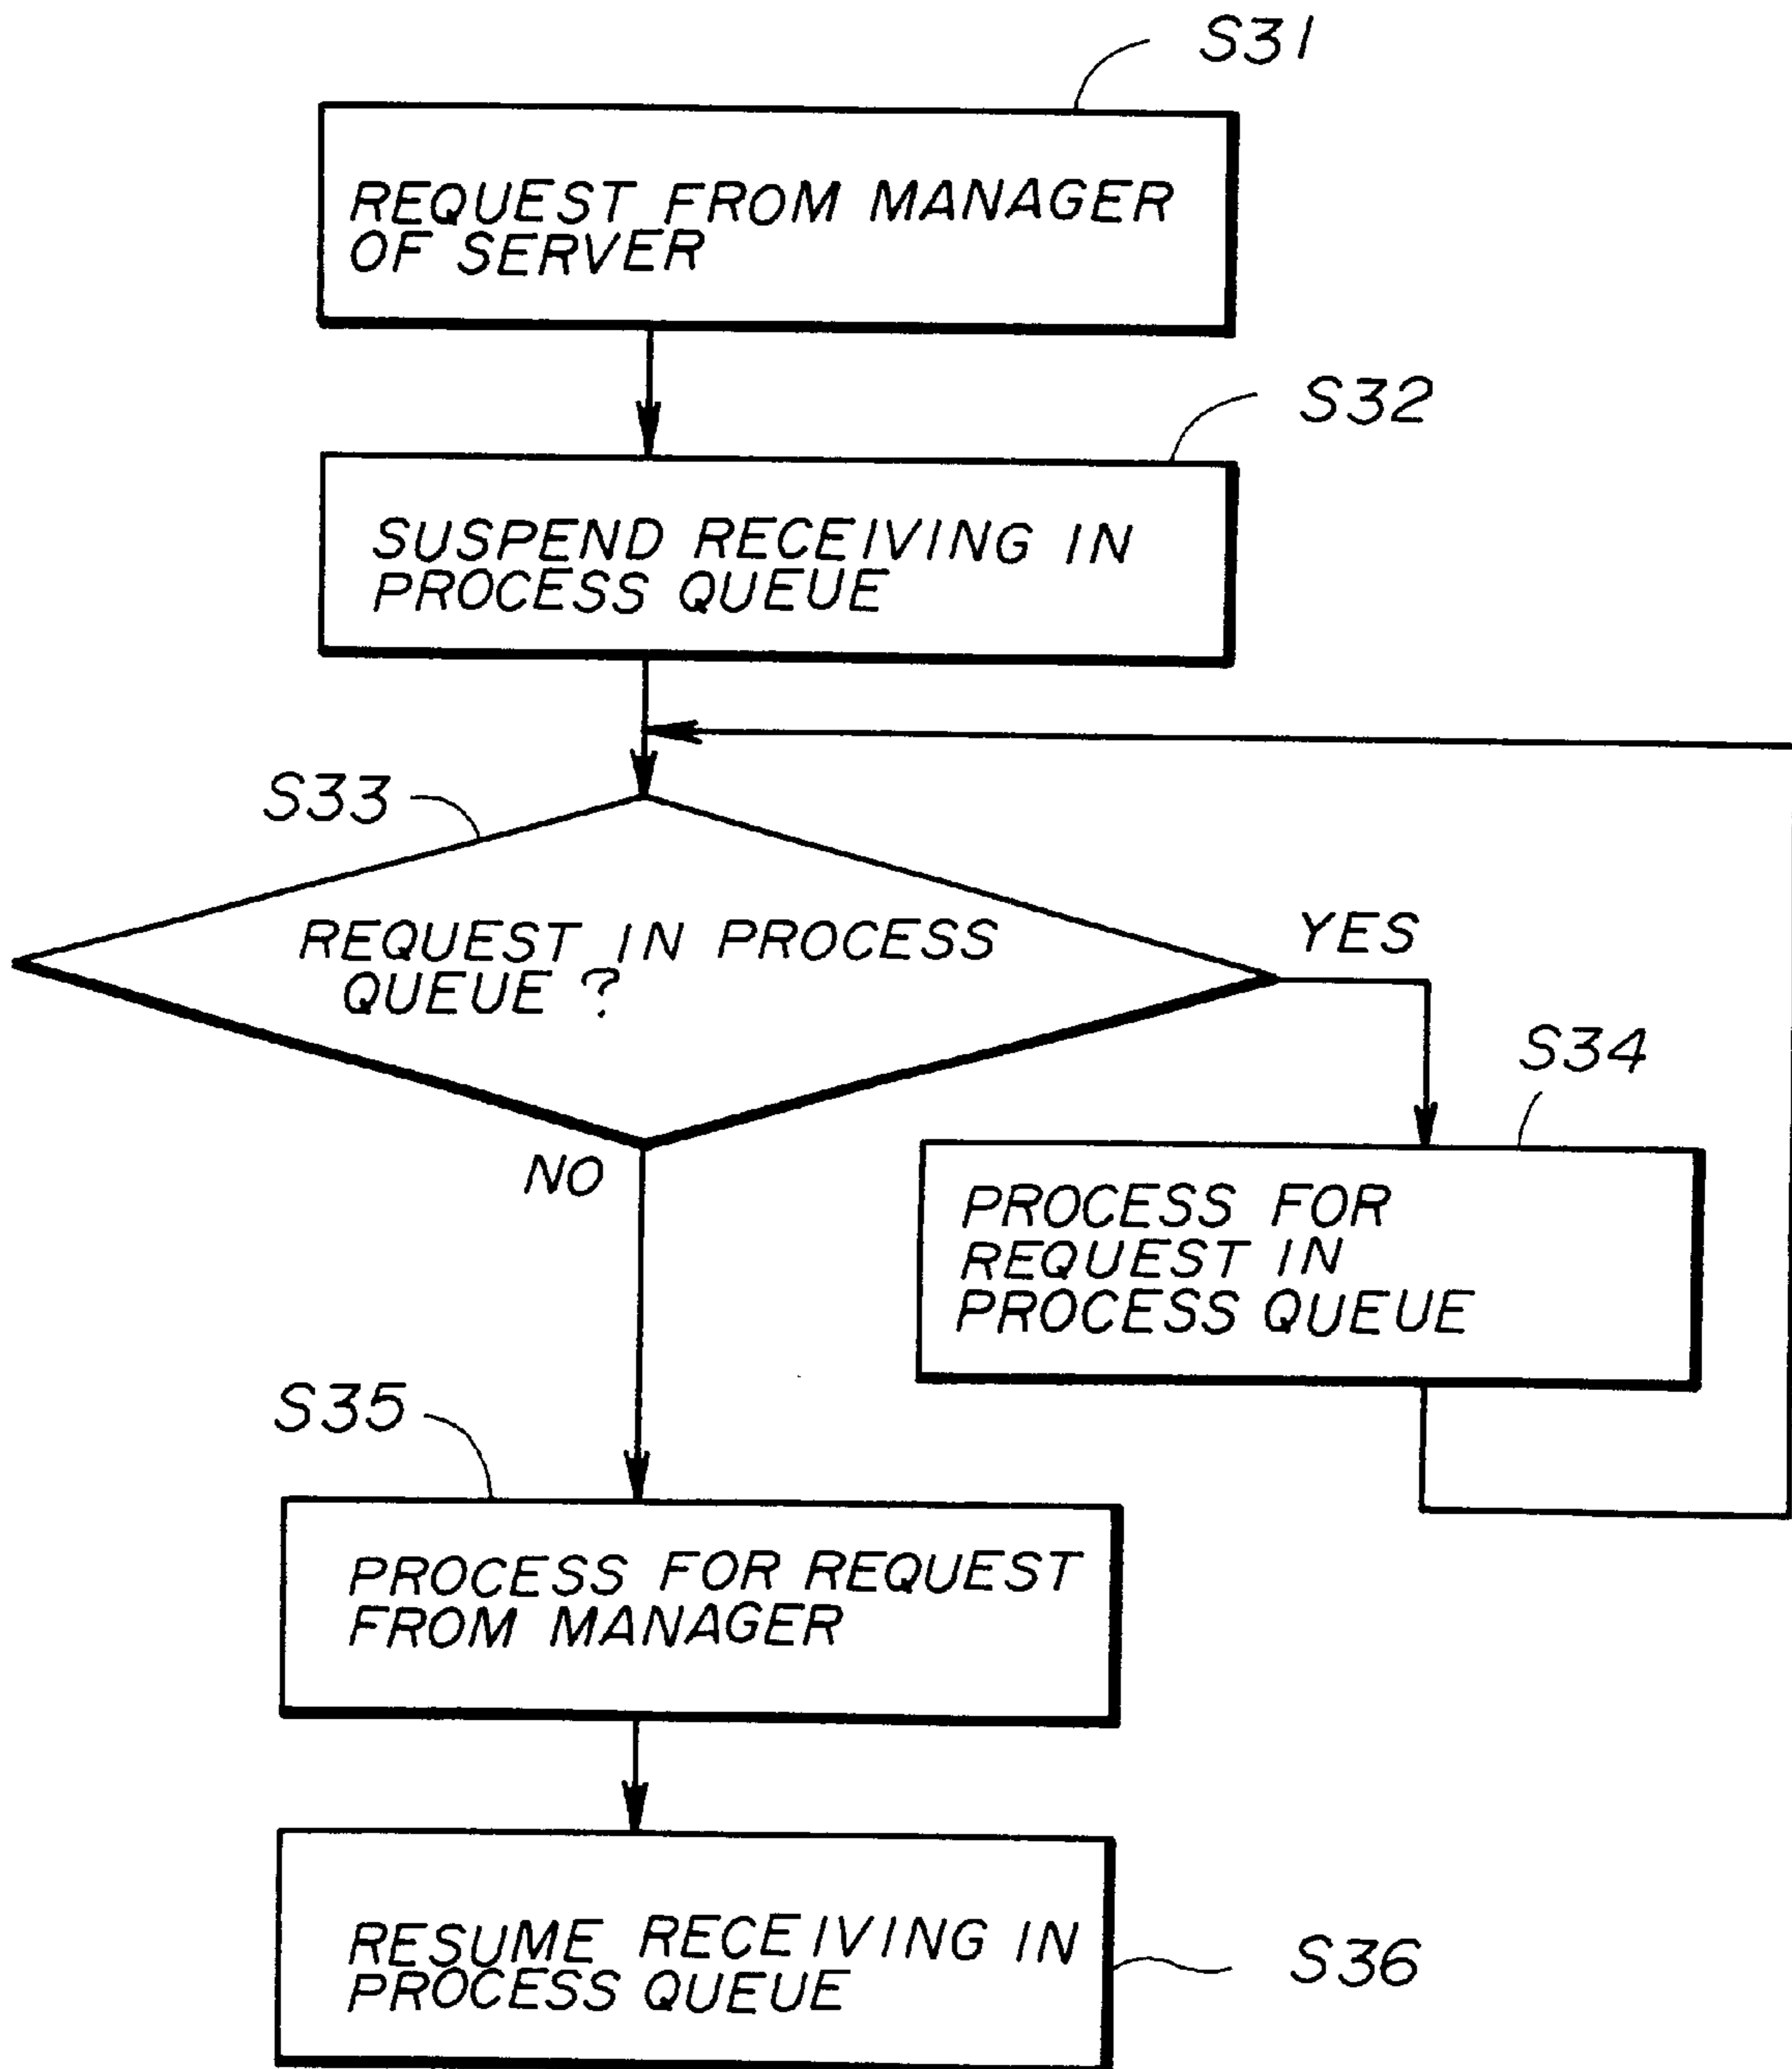 S31
REQUEST FROM MANAGER
OF SERVER
S32
SUSPEND RECEIVING IN
PROCESS QUEUE
S33
REQUEST IN PROCESS
QUEUE ?
YES
NO
S34
PROCESS FOR
REQUEST IN
PROCESS QUEUE
S35
PROCESS FOR REQUEST
FROM MANAGER
RESUME RECEIVING IN
PROCESS QUEUE
S36